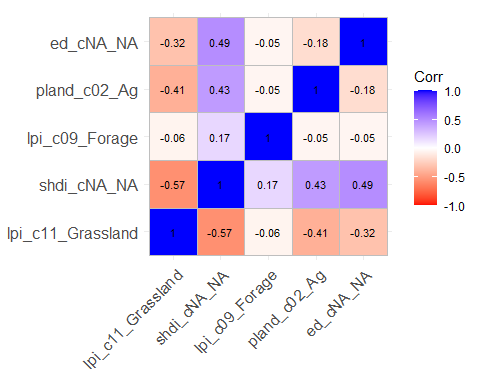 ed_cNA_NA -0.32 0.49 -0.05 -0.18 1
pland_c02_Ag -0.41 0.43 -0.05 1 -0.18
lpi_c09_Forage -0.06 0.17 1 -0.05 -0.05
shdi_cNA_NA -0.57 1 0.17 0.43 0.49
lpi_c11_Grassland 1 -0.57 -0.06 -0.41 -0.32
lpi_c11_Grassland
shdi_cNA_NA
lpi_c09_Forage
pland_c02_Ag
ed_cNA_NA
Corr
1.0
0.5
0.0
-0.5
-1.0